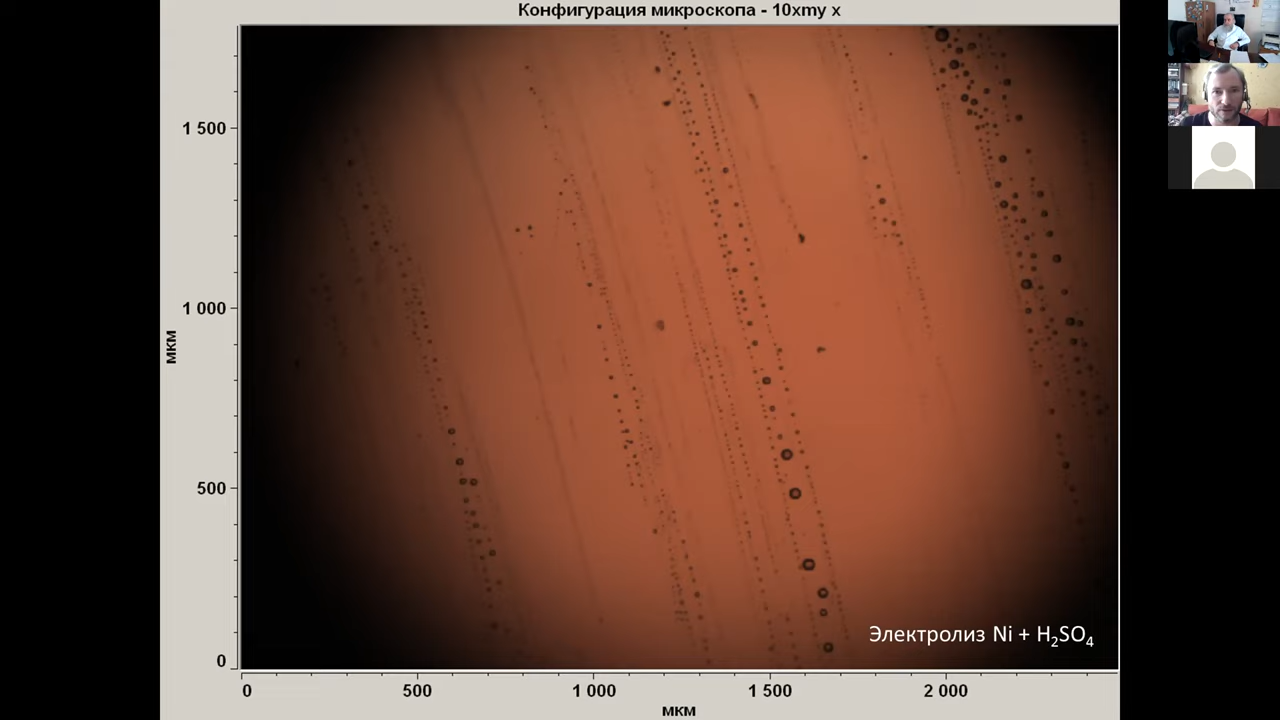 Конфигурация микроскопа - 10xmy x
1 500
1 000
мкм
500
0
Электролиз Ni + H₂SO₄
0 500 1 000 1 500 2 000
мкм